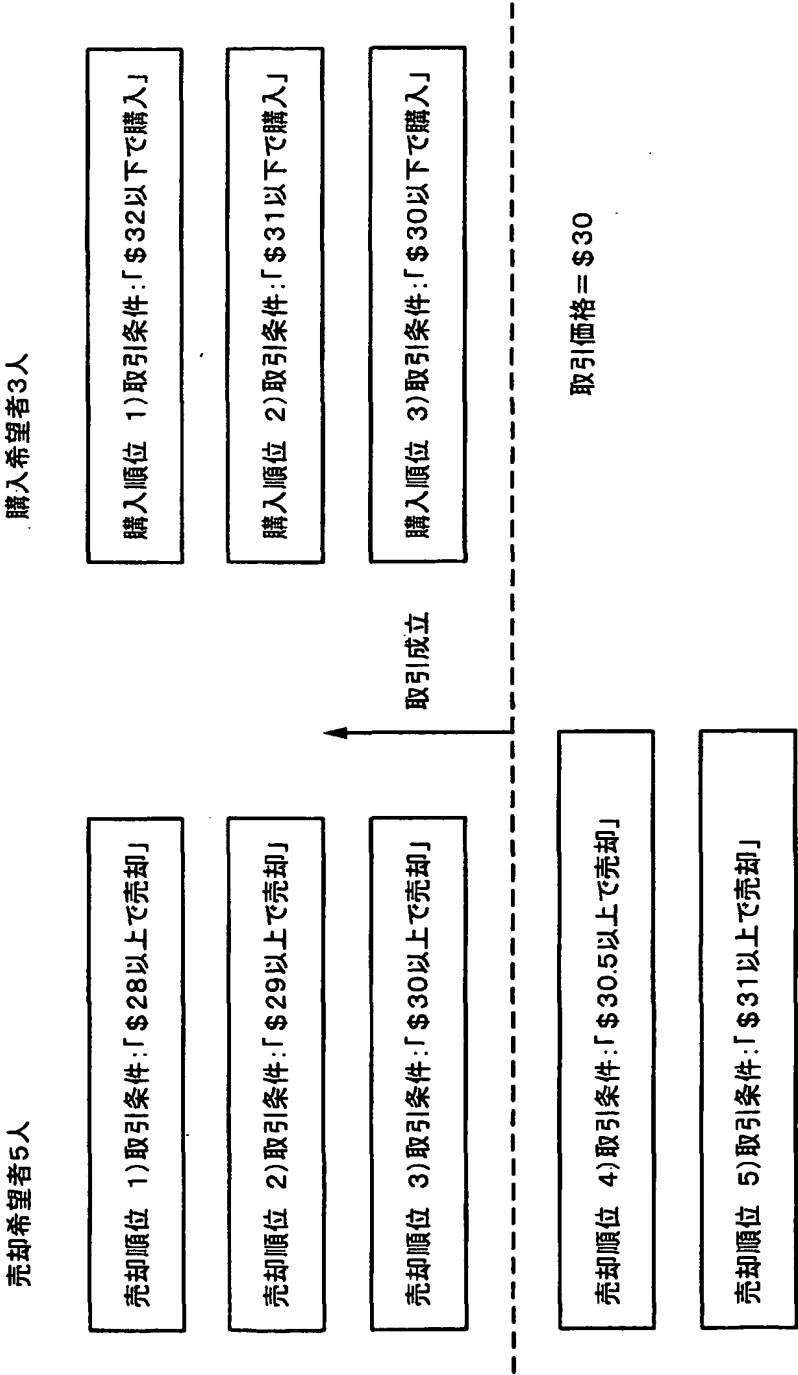 売却希望者5人
売却順位 1)取引条件:「$28以上で売却」
売却順位 2)取引条件:「$29以上で売却」
売却順位 3)取引条件:「$30以上で売却」
売却順位 4)取引条件:「$30.5以上で売却」
売却順位 5)取引条件:「$31以上で売却」
取引成立
購入希望者3人
購入順位 1)取引条件:「$32以下で購入」
購入順位 2)取引条件:「$31以下で購入」
購入順位 3)取引条件:「$30以下で購入」
取引価格=$30